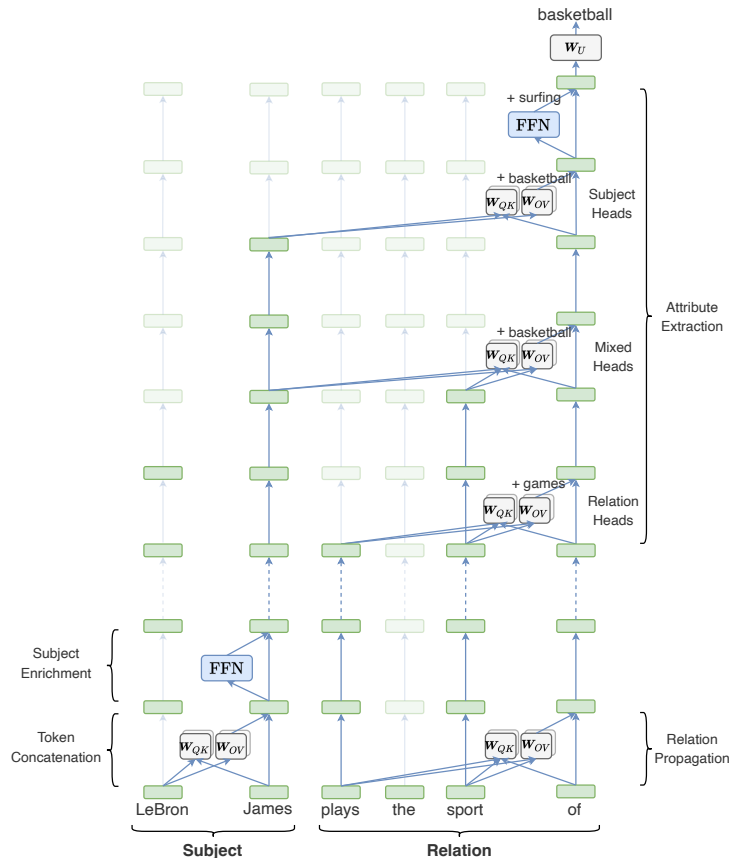 basketball
W_U
+ surfing
FFN
+ basketball
W_QK W_OV
Subject
Heads
Attribute
Extraction
+ basketball
W_QK W_OV
Mixed
Heads
+ games
W_QK W_OV
Relation
Heads
Subject
Enrichment
FFN
Token
Concatenation
W_QK W_OV
W_QK W_OV
Relation
Propagation
LeBron James plays the sport of
Subject Relation